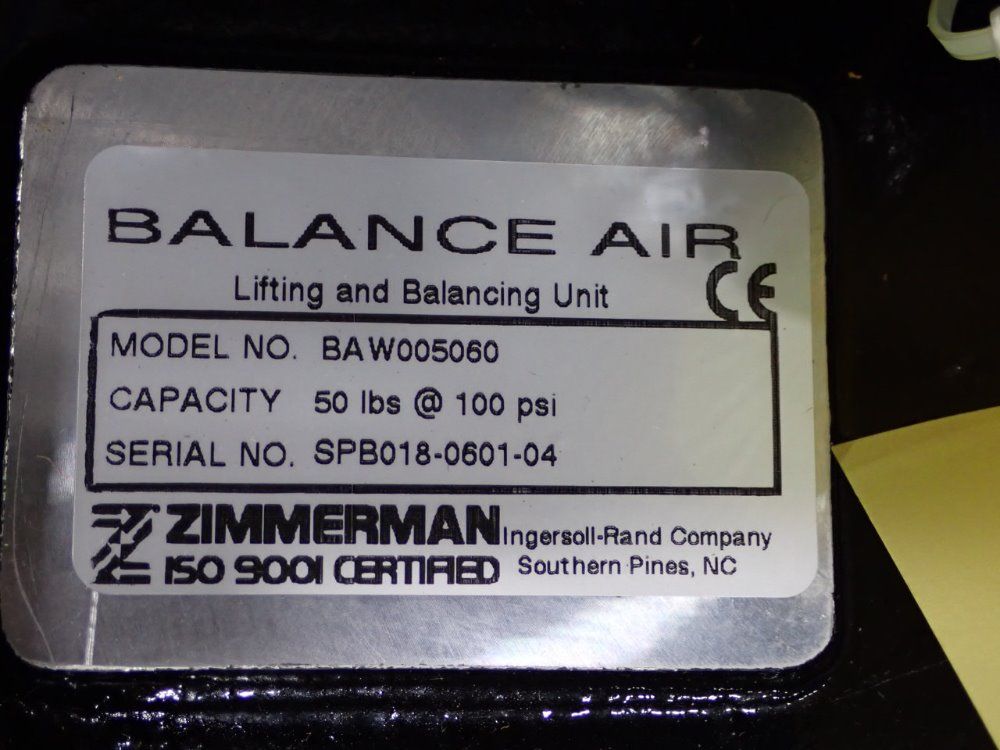 BALANCE AIR
CE
Lifting and Balancing Unit
MODEL NO. BAW005060
CAPACITY 50 lbs @ 100 psi
SERIAL NO. SPB018-0601-04
ZIMMERMAN Ingersoll-Rand Company
ISO 9001 CERTIFIED Southern Pines, NC